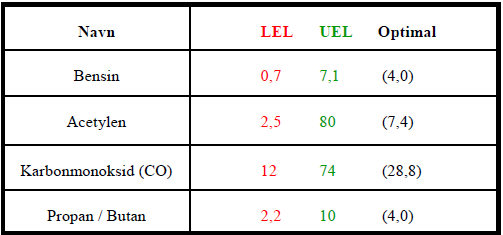 Navn LEL UEL Optimal
Bensin 0,7 7,1 (4,0)
Acetylen 2,5 80 (7,4)
Karbonmonoksid (CO) 12 74 (28,8)
Propan / Butan 2,2 10 (4,0)